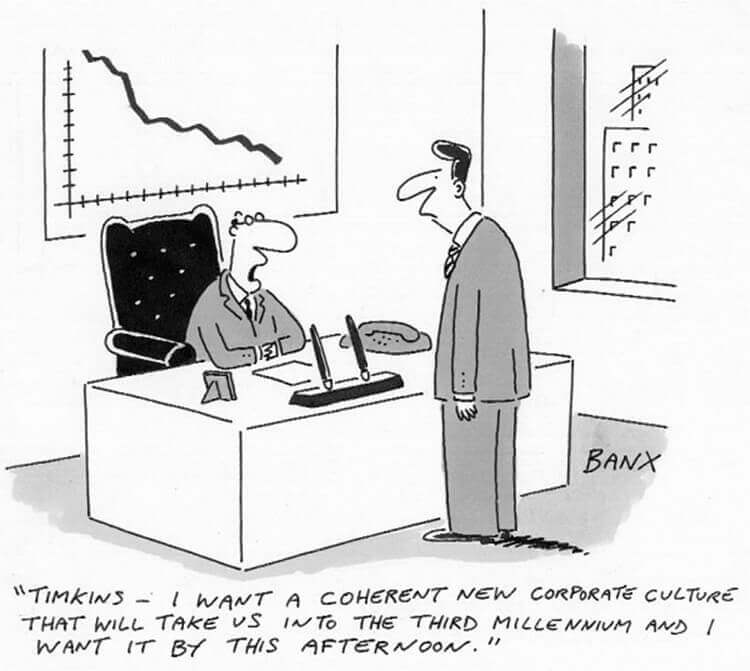 BANX
"TIMKINS – I WANT A COHERENT NEW CORPORATE CULTURE
THAT WILL TAKE US INTO THE THIRD MILLENNIUM AND I
WANT IT BY THIS AFTERNOON."